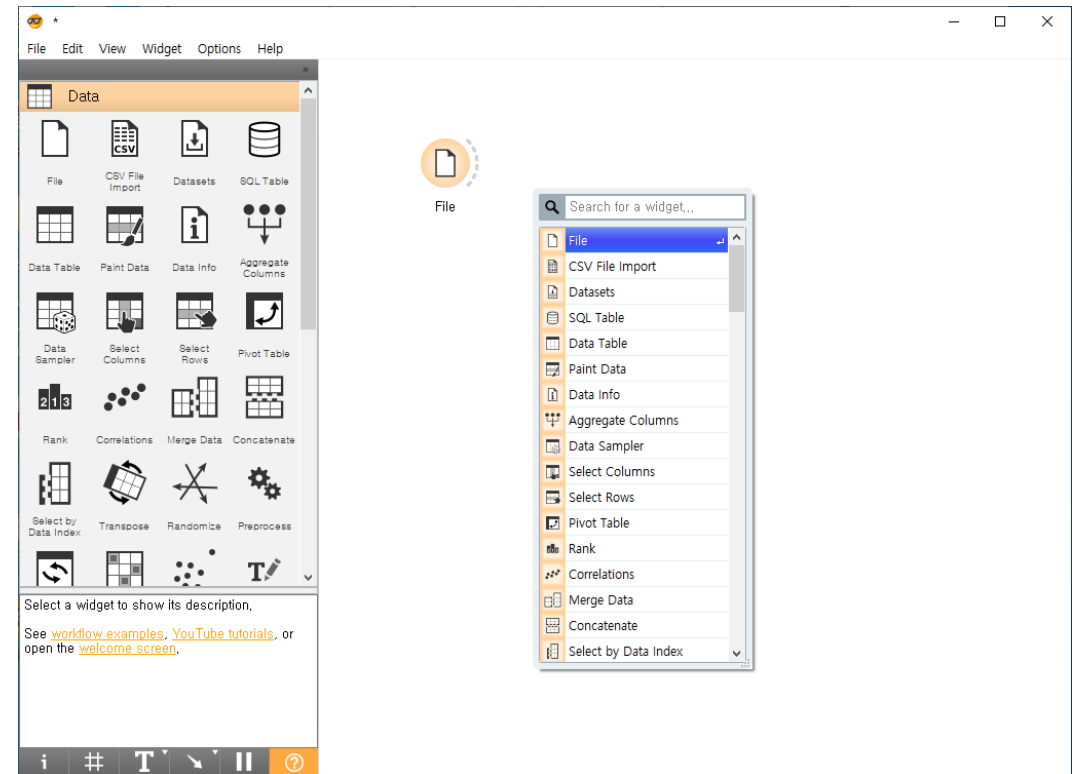 *
File Edit View Widget Options Help
Data
File
CSV File Import
Datasets
SQL Table
Data Table
Paint Data
Data Info
Aggregate Columns
Data Sampler
Select Columns
Select Rows
Pivot Table
Rank
Correlations
Merge Data
Concatenate
Select by Data Index
Transpose
Randomize
Preprocess
Select a widget to show its description,
See workflow examples, YouTube tutorials, or
open the welcome screen,
File
Search for a widget,,,
File
CSV File Import
Datasets
SQL Table
Data Table
Paint Data
Data Info
Aggregate Columns
Data Sampler
Select Columns
Select Rows
Pivot Table
Rank
Correlations
Merge Data
Concatenate
Select by Data Index